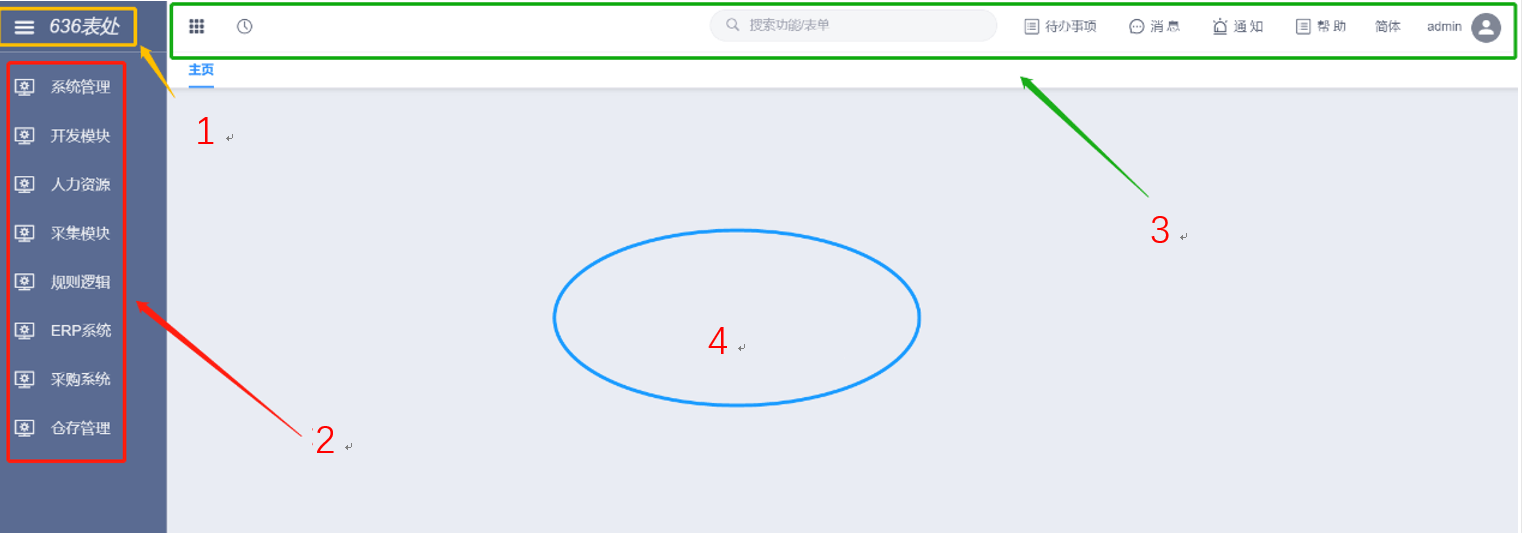 636表处
搜索功能/表单
待办事项
消息
通知
帮助
简体
admin
主页
系统管理
开发模块
人力资源
采集模块
规则逻辑
ERP系统
采购系统
仓存管理
1
2
3
4